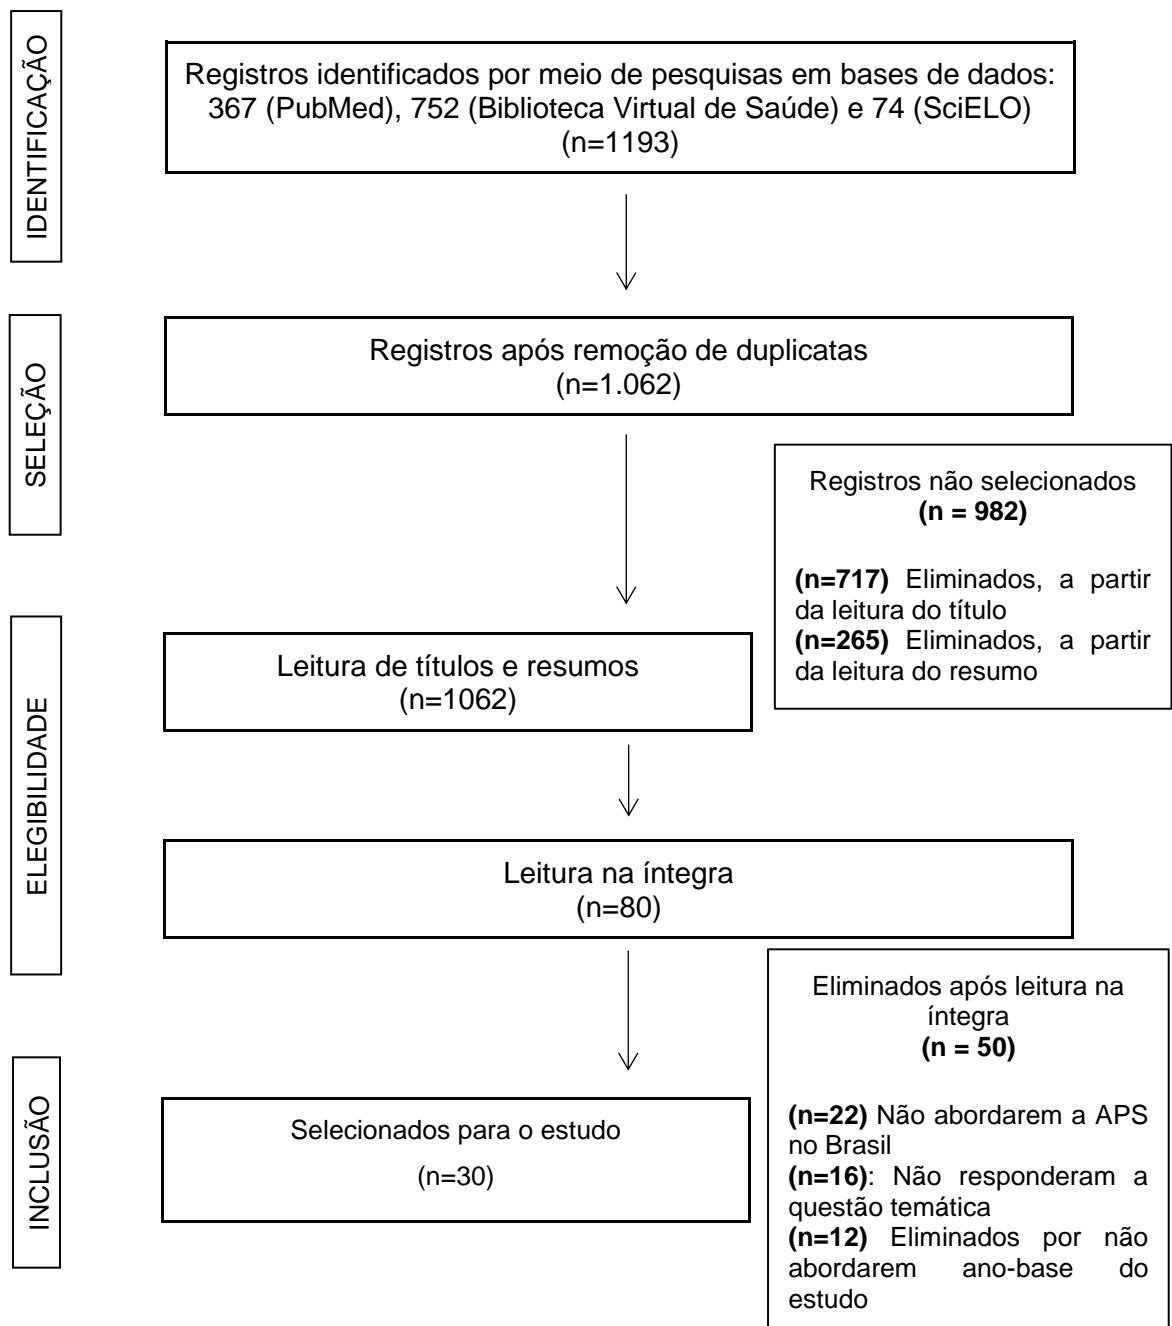 IDENTIFICAÇÃO
Registros identificados por meio de pesquisas em bases de dados:
367 (PubMed), 752 (Biblioteca Virtual de Saúde) e 74 (SciELO)
(n=1193)
SELEÇÃO
Registros após remoção de duplicatas
(n=1.062)
Registros não selecionados
(n = 982)
(n=717) Eliminados, a partir
da leitura do título
(n=265) Eliminados, a partir
da leitura do resumo
ELEGIBILIDADE
Leitura de títulos e resumos
(n=1062)
Leitura na íntegra
(n=80)
Eliminados após leitura na
íntegra
(n = 50)
(n=22) Não abordarem a APS
no Brasil
(n=16): Não responderam a
questão temática
(n=12) Eliminados por não
abordarem ano-base do
estudo
INCLUSÃO
Selecionados para o estudo
(n=30)